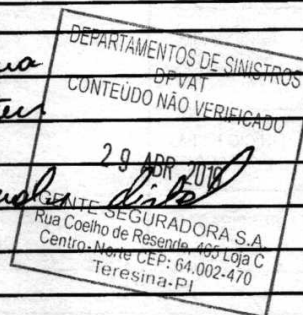 DEPARTAMENTOS DE SINISTROS
DPVAT
CONTEÚDO NÃO VERIFICADO
29 ABR 2019
GENTE SEGURADORA S.A.
Rua Coelho de Resende, 465 Loja C
Centro-Norte CEP: 64.002-470
Teresina-PI